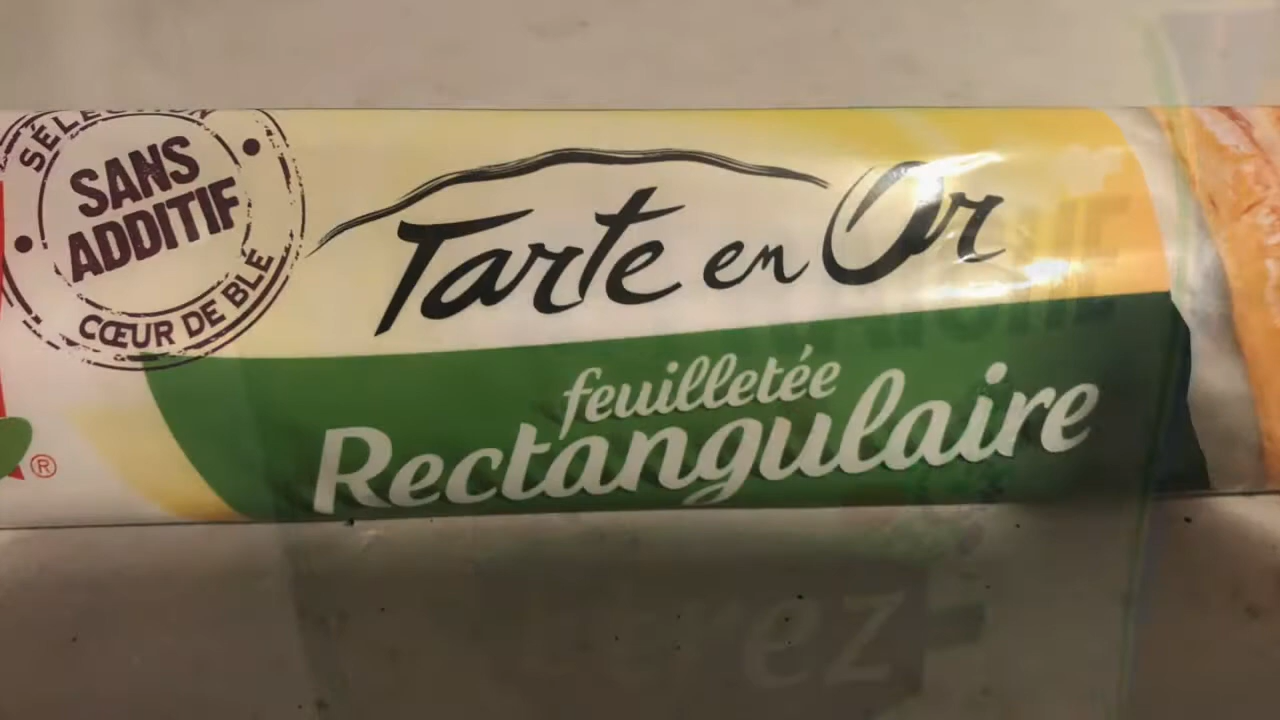 SÉLECTION
SANS
ADDITIF
CŒUR DE BLÉ
Tarte en Or
feuilletée
Rectangulaire
®